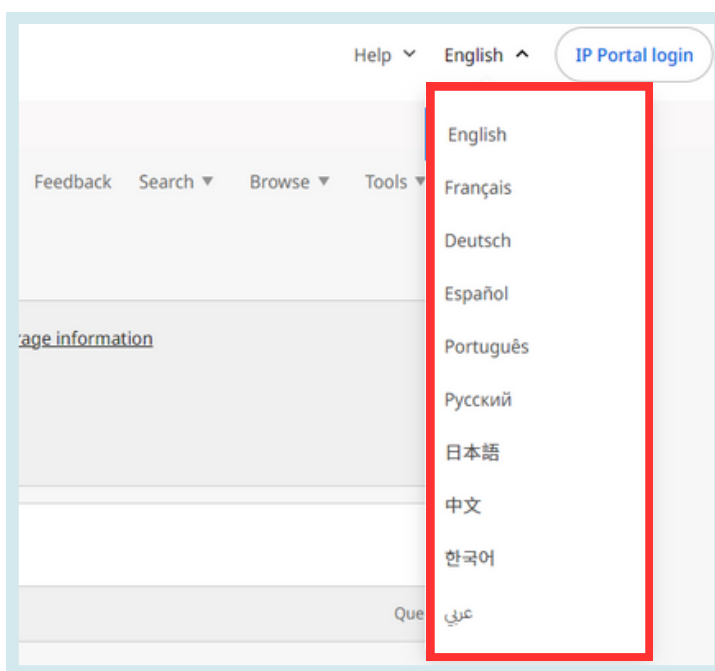 Help English IP Portal login
English
Feedback Search Browse Tools
Français
Deutsch
Español
rage information
Português
Русский
日本語
中文
한국어
Que
عربي